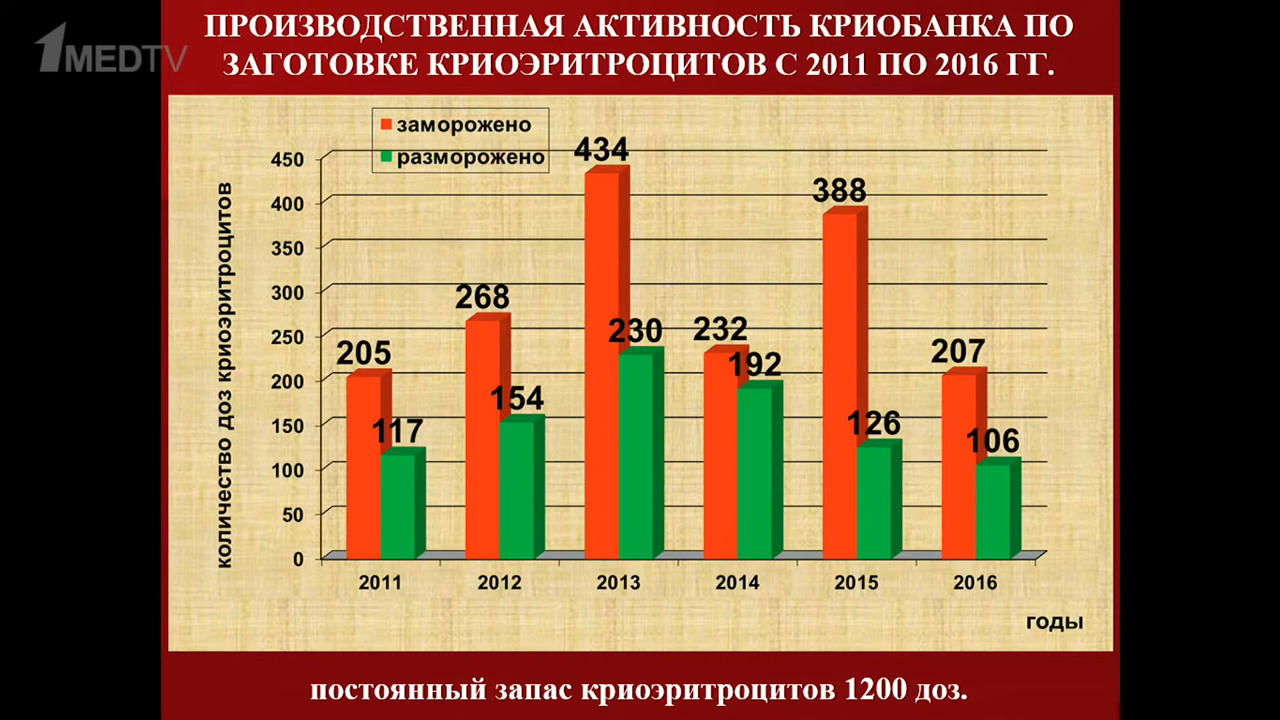 ПРОИЗВОДСТВЕННАЯ АКТИВНОСТЬ КРИОБАНКА ПО
ЗАГОТОВКЕ КРИОЭРИТРОЦИТОВ С 2011 ПО 2016 ГГ.
1MEDTV
заморожено
разморожено
количество доз криоэритроцитов
450
400
350
300
250
200
150
100
50
0
205
117
268
154
434
230
232
192
388
126
207
106
2011 2012 2013 2014 2015 2016
годы
постоянный запас криоэритроцитов 1200 доз.